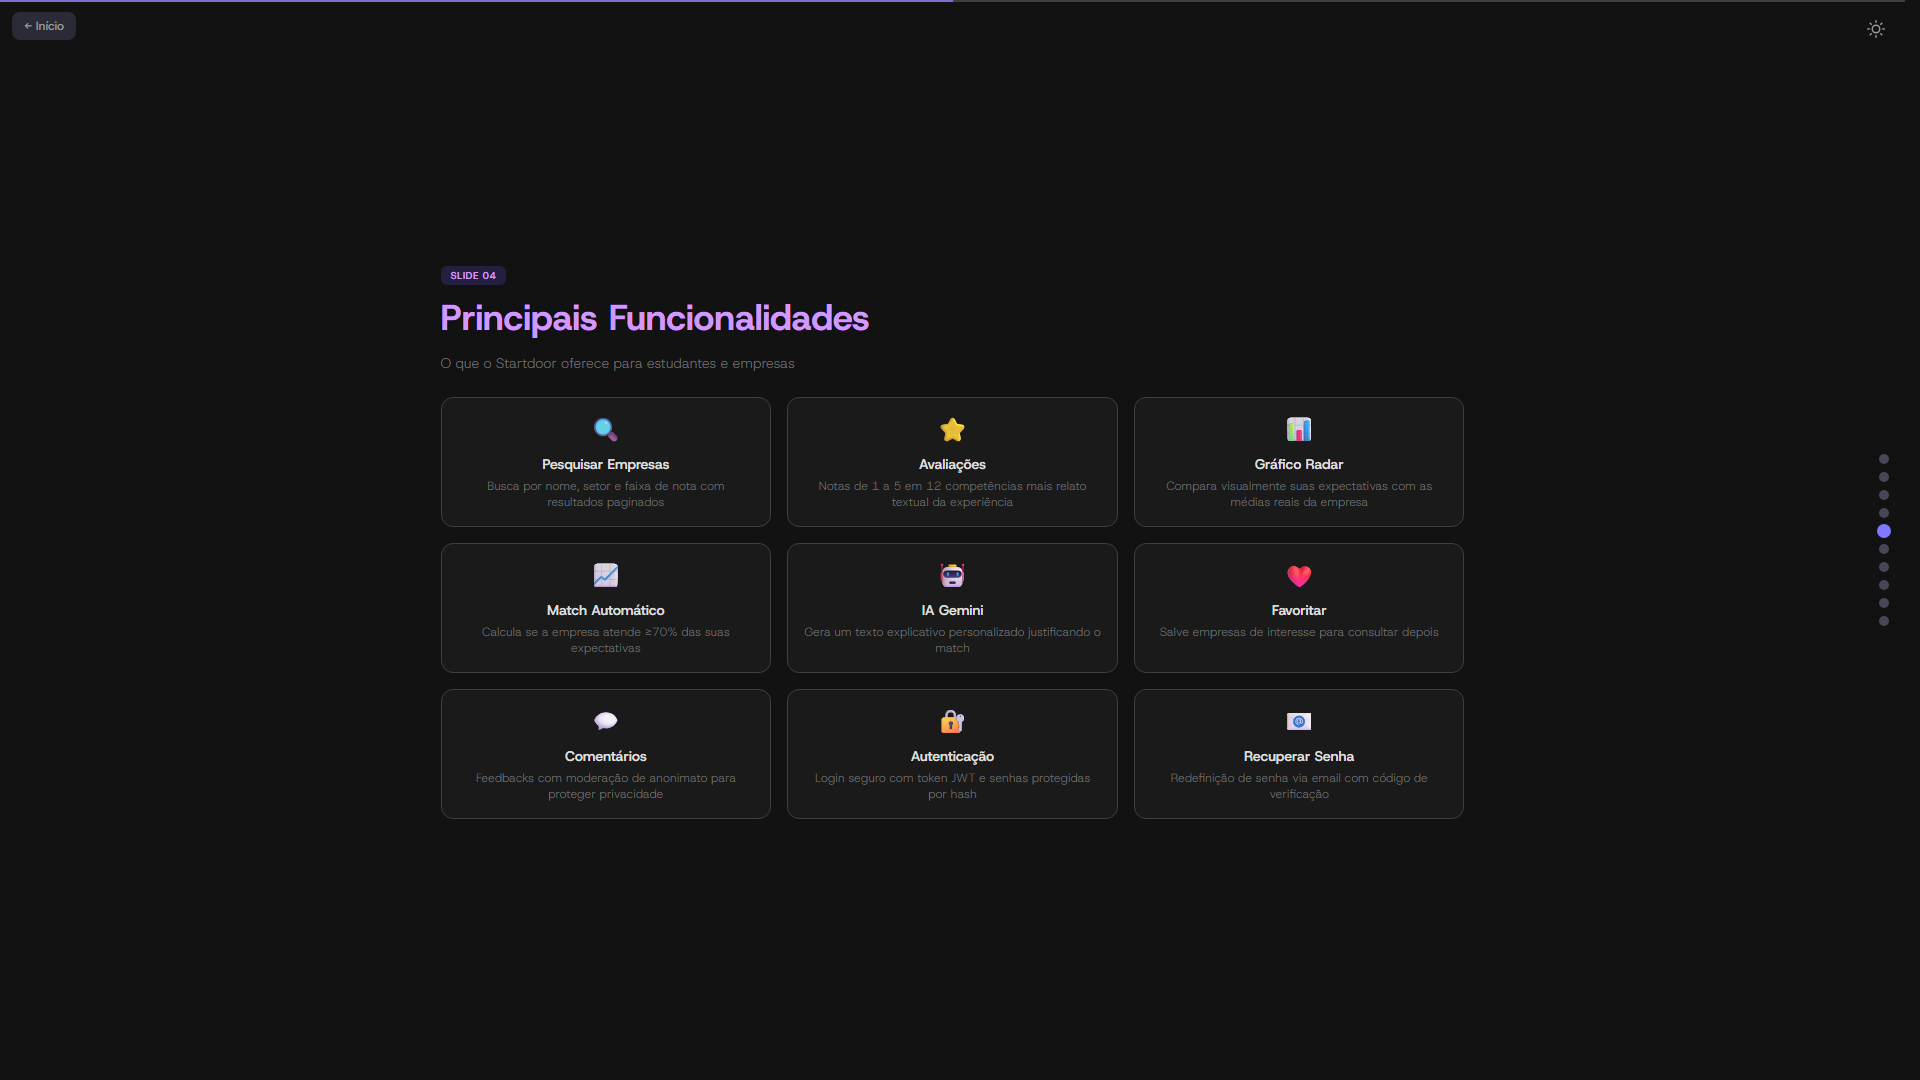 ← Início
SLIDE 04
Principais Funcionalidades
O que o Startdoor oferece para estudantes e empresas
Pesquisar Empresas
Busca por nome, setor e faixa de nota com
resultados paginados
Avaliações
Notas de 1 a 5 em 12 competências mais relato
textual da experiência
Gráfico Radar
Compara visualmente suas expectativas com as
médias reais da empresa
Match Automático
Calcula se a empresa atende ≥70% das suas
expectativas
IA Gemini
Gera um texto explicativo personalizado justificando o
match
Favoritar
Salve empresas de interesse para consultar depois
Comentários
Feedbacks com moderação de anonimato para
proteger privacidade
Autenticação
Login seguro com token JWT e senhas protegidas
por hash
Recuperar Senha
Redefinição de senha via email com código de
verificação